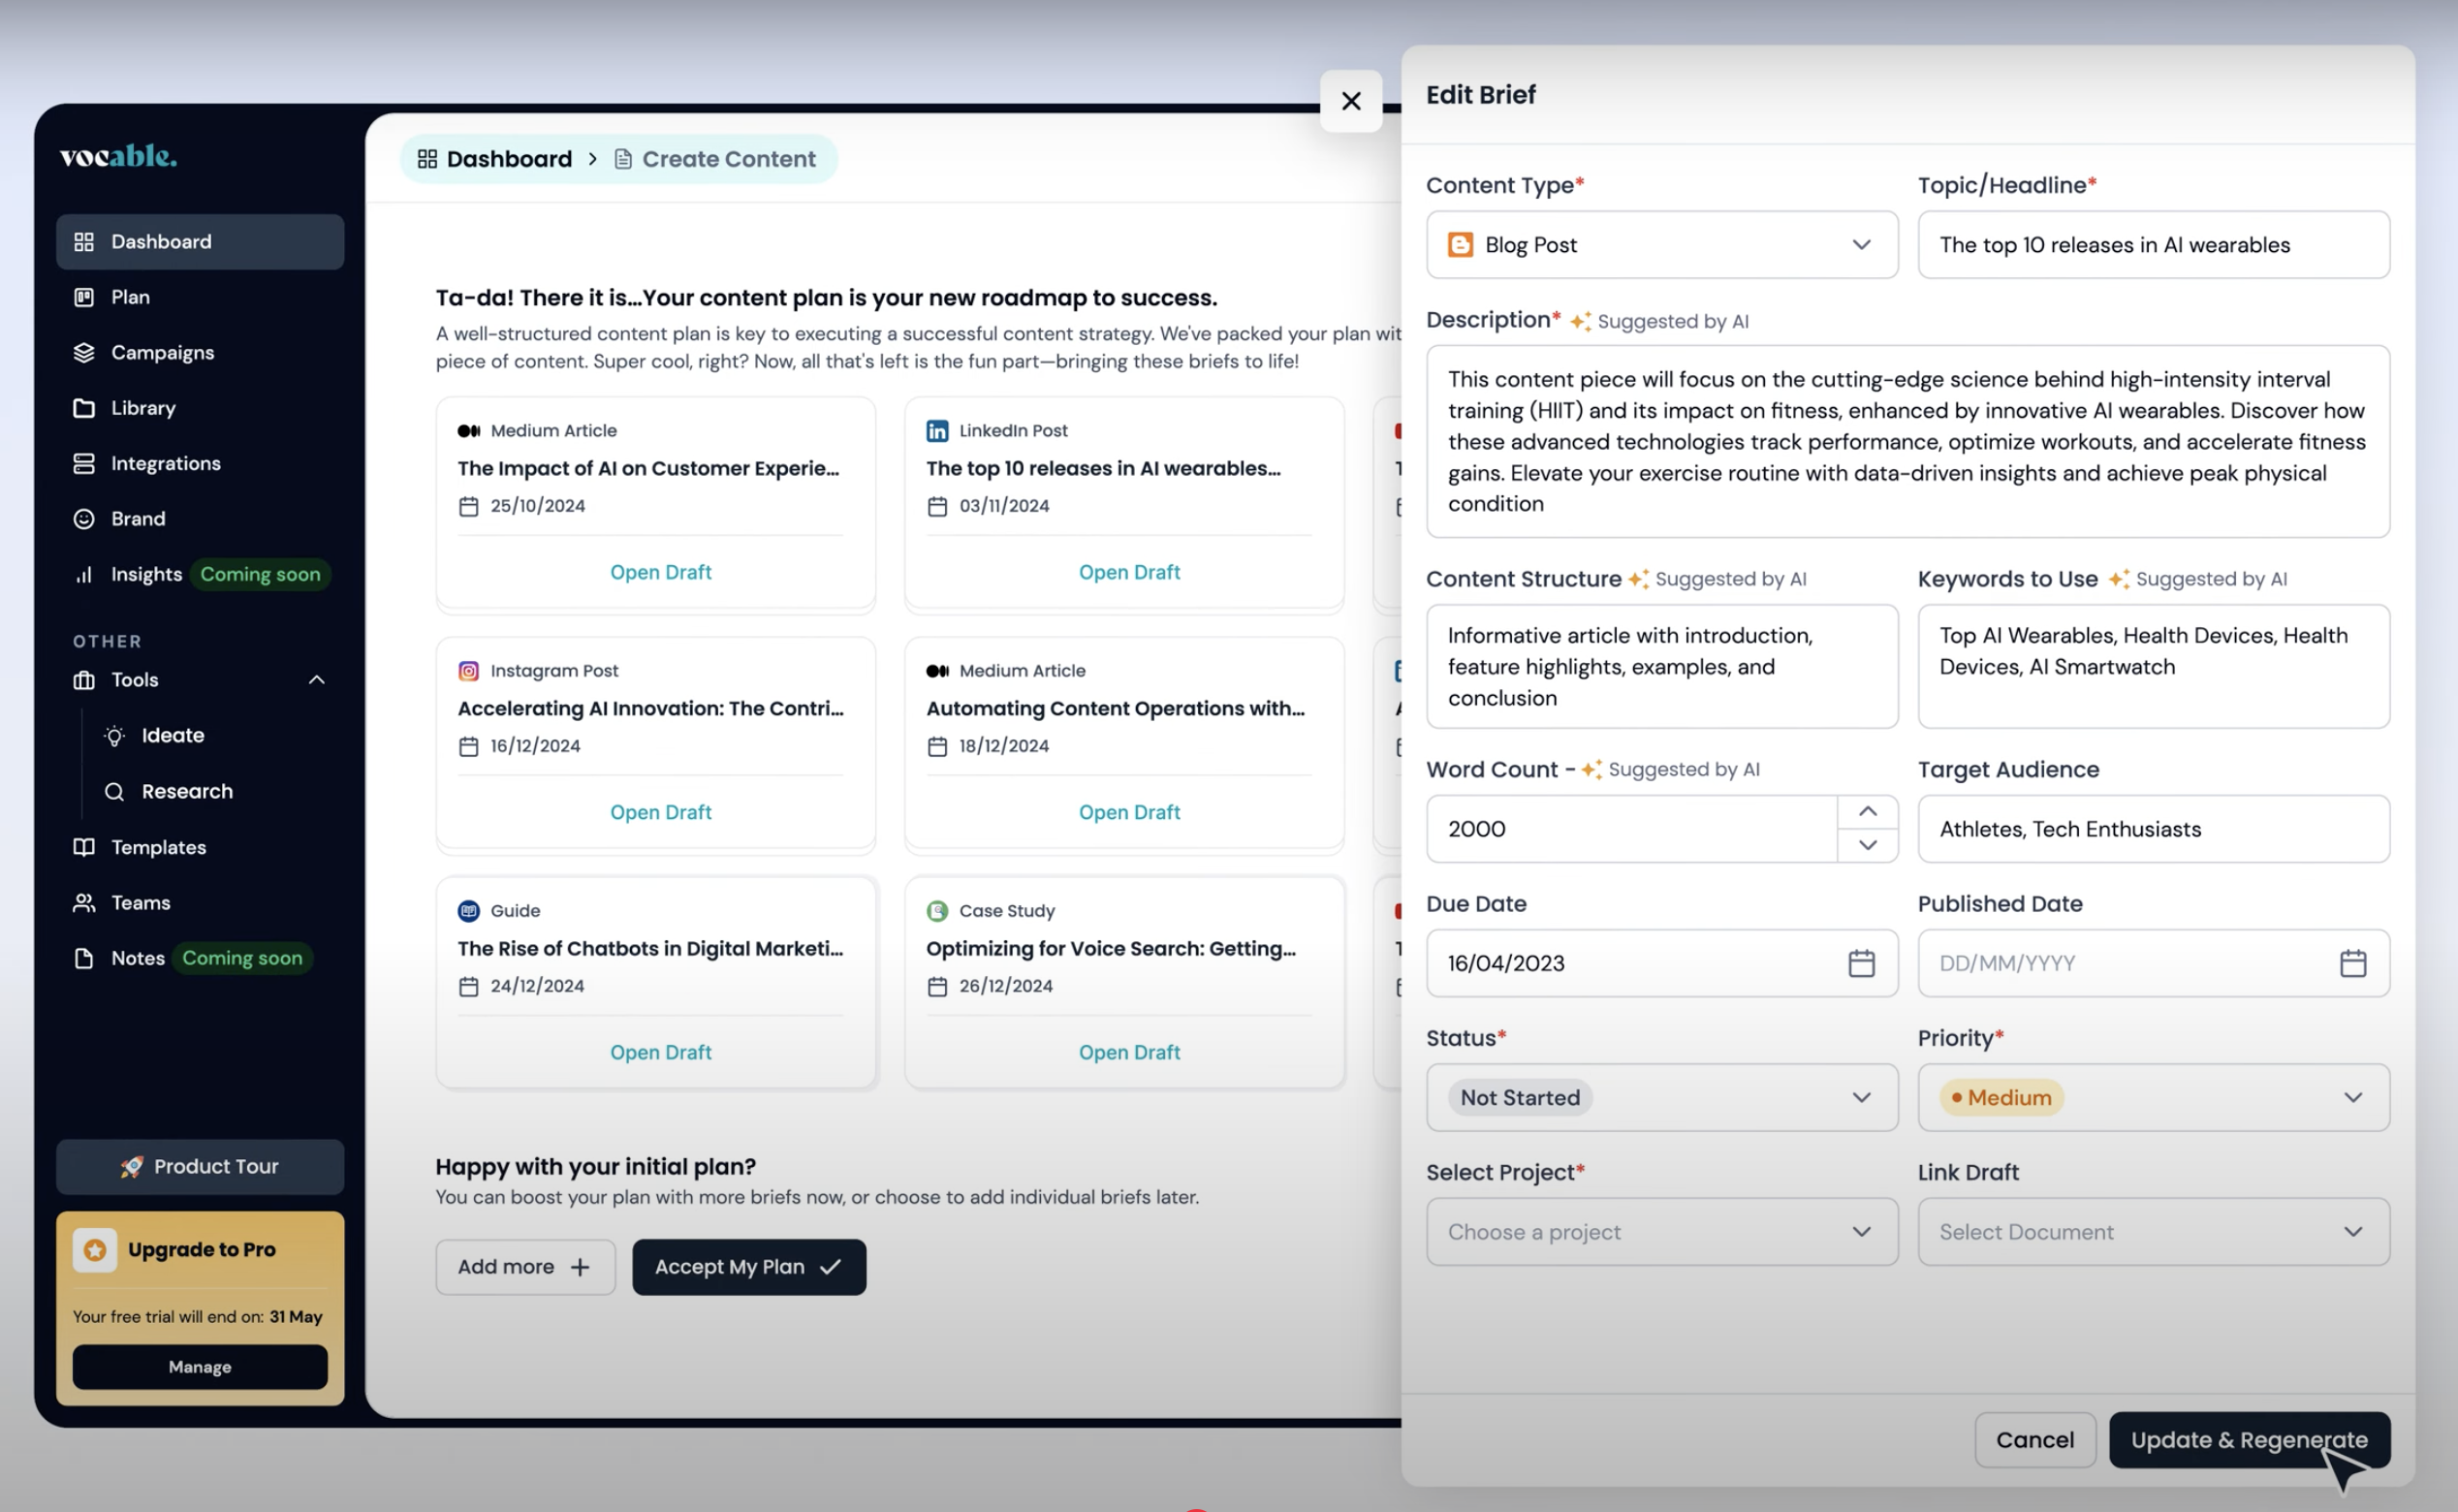 vocable.
Dashboard
Plan
Campaigns
Library
Integrations
Brand
Insights Coming soon
OTHER
Tools
Ideate
Research
Templates
Teams
Notes Coming soon
Product Tour
Upgrade to Pro
Your free trial will end on: 31 May
Manage
Dashboard > Create Content
Ta-da! There it is...Your content plan is your new roadmap to success.
A well-structured content plan is key to executing a successful content strategy. We've packed your plan
piece of content. Super cool, right? Now, all that's left is the fun part—bringing these briefs to life!
Medium Article
The Impact of AI on Customer Experie...
25/10/2024
Open Draft
LinkedIn Post
The top 10 releases in AI wearables...
03/11/2024
Open Draft
Instagram Post
Accelerating AI Innovation: The Contri...
16/12/2024
Open Draft
Medium Article
Automating Content Operations with...
18/12/2024
Open Draft
Guide
The Rise of Chatbots in Digital Marketi...
24/12/2024
Open Draft
Case Study
Optimizing for Voice Search: Getting...
26/12/2024
Open Draft
Happy with your initial plan?
You can boost your plan with more briefs now, or choose to add individual briefs later.
Add more +
Accept My Plan
Edit Brief
Content Type*
Blog Post
Topic/Headline*
The top 10 releases in AI wearables
Description* Suggested by AI
This content piece will focus on the cutting-edge science behind high-intensity interval
training (HIIT) and its impact on fitness, enhanced by innovative AI wearables. Discover how
these advanced technologies track performance, optimize workouts, and accelerate fitness
gains. Elevate your exercise routine with data-driven insights and achieve peak physical
condition
Content Structure Suggested by AI
Informative article with introduction,
feature highlights, examples, and
conclusion
Keywords to Use Suggested by AI
Top AI Wearables, Health Devices, Health
Devices, AI Smartwatch
Word Count - Suggested by AI
2000
Target Audience
Athletes, Tech Enthusiasts
Due Date
16/04/2023
Published Date
DD/MM/YYYY
Status*
Not Started
Priority*
Medium
Select Project*
Choose a project
Link Draft
Select Document
Cancel
Update & Regenerate